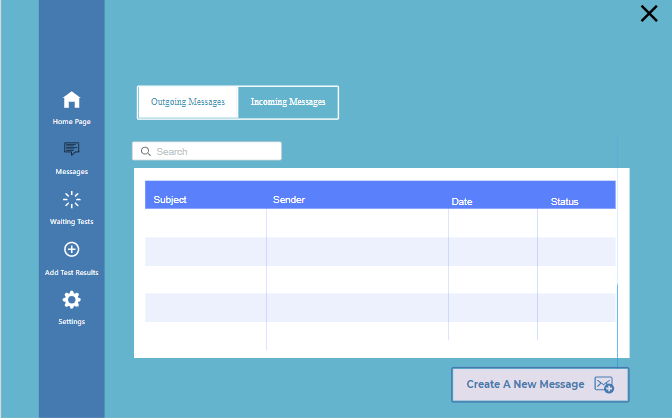 Home Page
Messages
Waiting Tests
Add Test Results
Settings
Outgoing Messages
Incoming Messages
Search
Subject Sender Date Status
Create A New Message